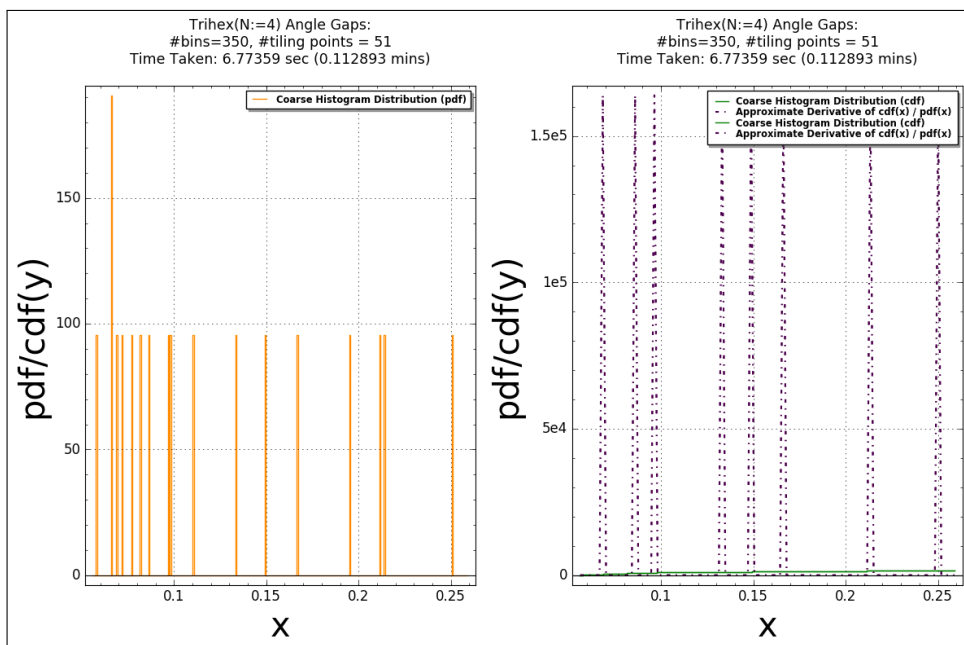 Trihex(N:=4) Angle Gaps:
#bins=350, #tiling points = 51
Time Taken: 6.77359 sec (0.112893 mins)
Coarse Histogram Distribution (pdf)
150
100
50
0
pdf/cdf(y)
0.1
0.15
0.2
0.25
x
Trihex(N:=4) Angle Gaps:
#bins=350, #tiling points = 51
Time Taken: 6.77359 sec (0.112893 mins)
Coarse Histogram Distribution (cdf)
Approximate Derivative of cdf(x) / pdf(x)
Coarse Histogram Distribution (cdf)
Approximate Derivative of cdf(x) / pdf(x)
1.5e5
1e5
5e4
0
pdf/cdf(y)
0.1
0.15
0.2
0.25
x